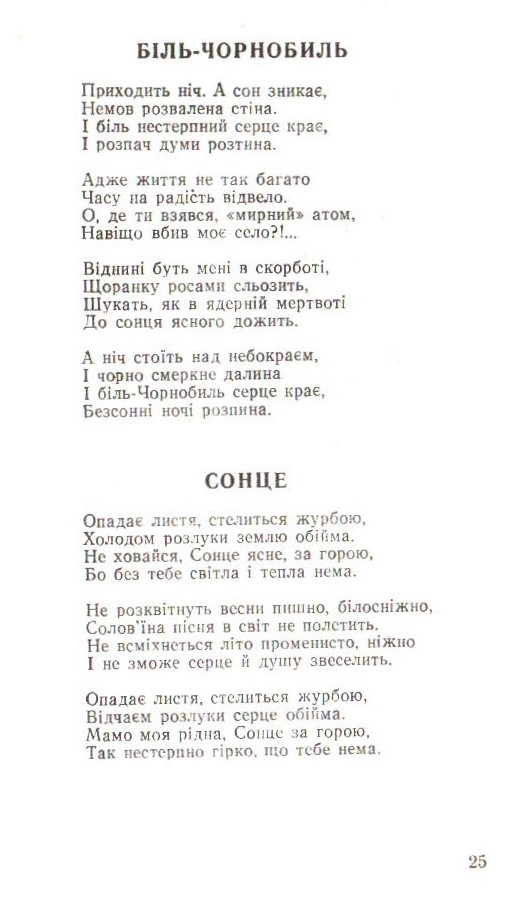 БІЛЬ-ЧОРНОБИЛЬ
Приходить ніч. А сон зникає,
Немов розвалена стіна.
І біль нестерпний серце крає,
І розпач думи розтина.
Адже життя не так багато
Часу на радість відвело.
О, де ти взявся, «мирний» атом,
Навіщо вбив моє село?!...
Віднині буть мені в скорботі,
Щоранку росами сльозить,
Шукать, як в ядерній мертвоті
До сонця ясного дожить.
А ніч стоїть над небокраєм,
І чорно смеркне далина
І біль-Чорнобиль серце крає,
Безсонні ночі розпина.
СОНЦЕ
Опадає листя, стелиться журбою,
Холодом розлуки землю обійма.
Не ховайся, Сонце ясне, за горою,
Бо без тебе світла і тепла нема.
Не розквітнуть весни пишно, білосніжно,
Солов'їна пісня в світ не полетить.
Не всміхнеться літо променисто, ніжно
І не зможе серце й душу звеселить.
Опадає листя, стелиться журбою,
Відчаєм розлуки серце обійма.
Мамо моя рідна, Сонце за горою,
Так нестерпно гірко, що тебе нема.
25